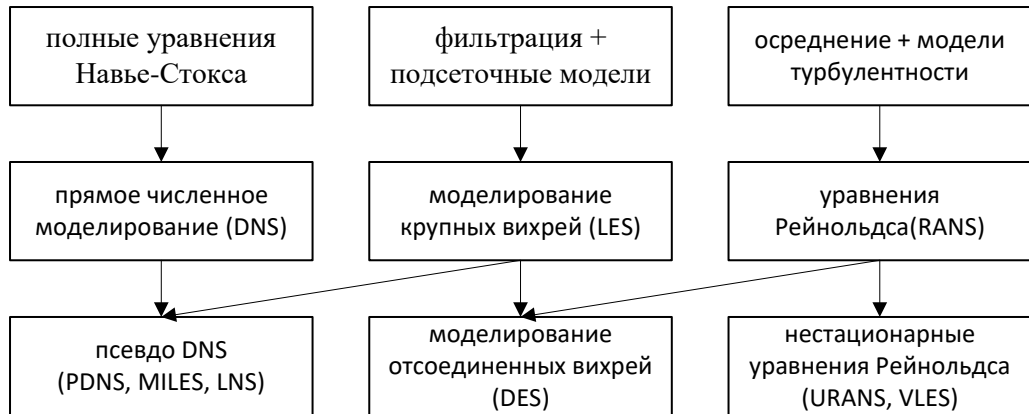 полные уравнения
Навье-Стокса
фильтрация +
подсеточные модели
осреднение + модели
турбулентности
прямое численное
моделирование (DNS)
моделирование
крупных вихрей (LES)
уравнения
Рейнольдса(RANS)
псевдо DNS
(PDNS, MILES, LNS)
моделирование
отсоединенных вихрей
(DES)
нестационарные
уравнения Рейнольдса
(URANS, VLES)